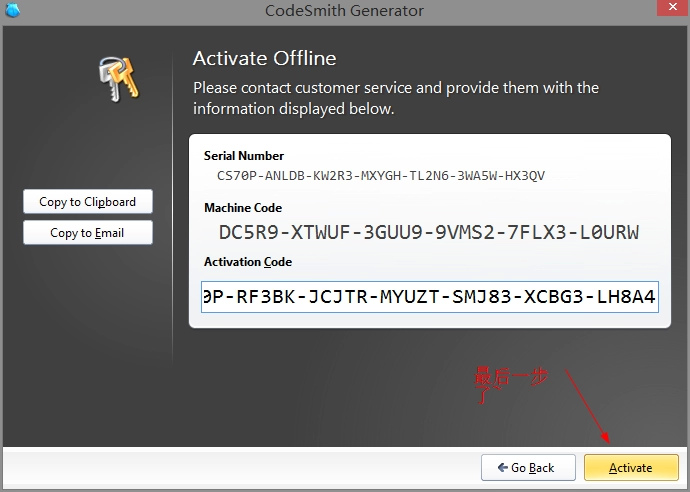 CodeSmith Generator
Activate Offline
Please contact customer service and provide them with the
information displayed below.
Serial Number
CS70P-ANLDB-KW2R3-MXYGH-TL2N6-3WA5W-HX3QV
Copy to Clipboard
Machine Code
DC5R9-XTWUF-3GUU9-9VMS2-7FLX3-L0URW
Copy to Email
Activation Code
0P-RF3BK-JCJTR-MYUZT-SMJ83-XCBG3-LH8A4
最后一步
了
Go Back
Activate